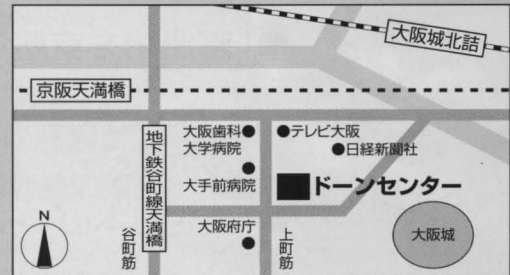 大阪城北詰
京阪天満橋
地下鉄谷町線天満橋
大阪歯科
大学病院
テレビ大阪
日経新聞社
大手前病院
ドーンセンター
大阪府庁
大阪城
谷町筋
上町筋
N